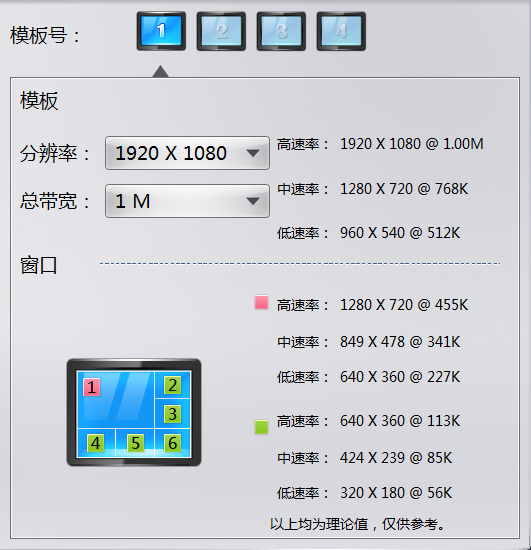 模板号： 1 2 3 4
模板
分辨率： 1920 X 1080 高速率： 1920 X 1080 @ 1.00M
中速率： 1280 X 720 @ 768K
总带宽： 1 M
低速率： 960 X 540 @ 512K
窗口
高速率： 1280 X 720 @ 455K
中速率： 849 X 478 @ 341K
低速率： 640 X 360 @ 227K
1 2
3
4 5 6
高速率： 640 X 360 @ 113K
中速率： 424 X 239 @ 85K
低速率： 320 X 180 @ 56K
以上均为理论值，仅供参考。